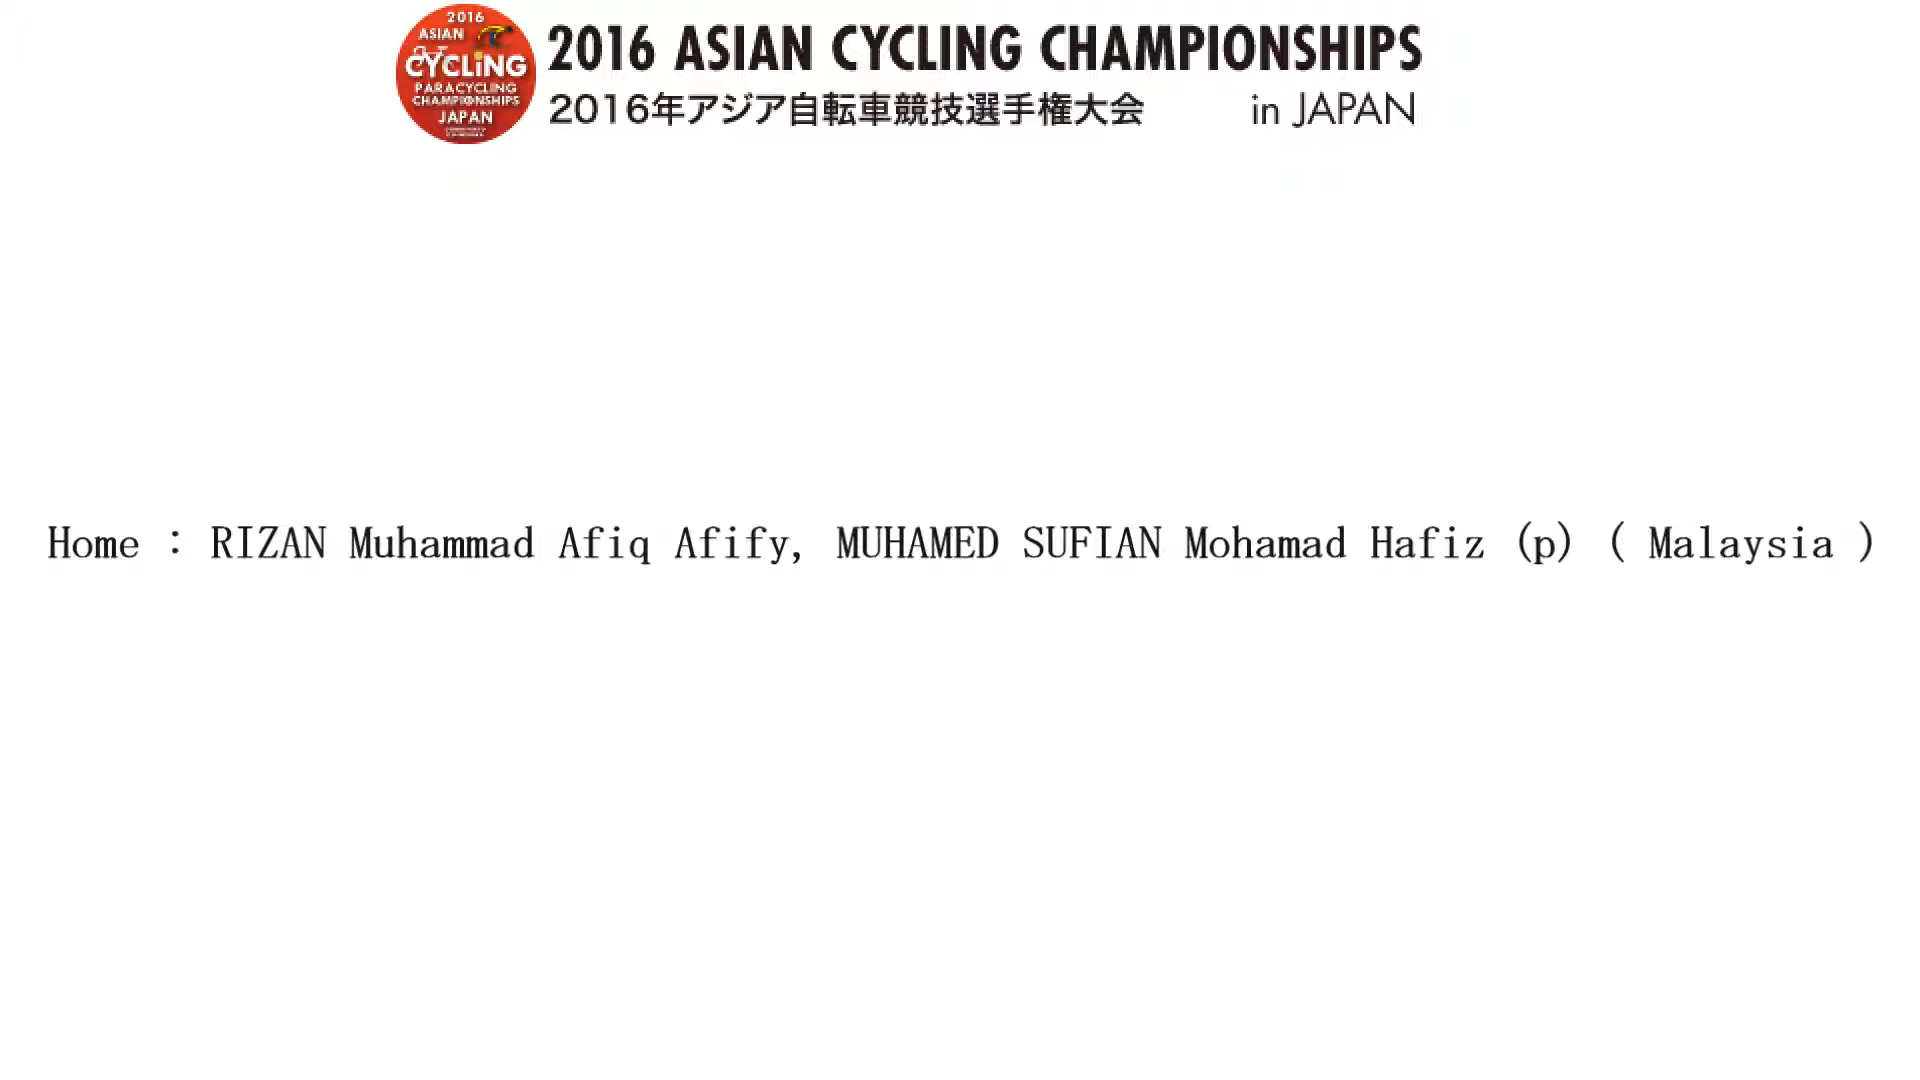 2016
ASIAN
CYCLING
PARACYCLING
CHAMPIONSHIPS
JAPAN
2016 ASIAN CYCLING CHAMPIONSHIPS
2016年アジア自転車競技選手権大会 in JAPAN
Home : RIZAN Muhammad Afiq Afify, MUHAMED SUFIAN Mohamad Hafiz (p) ( Malaysia )